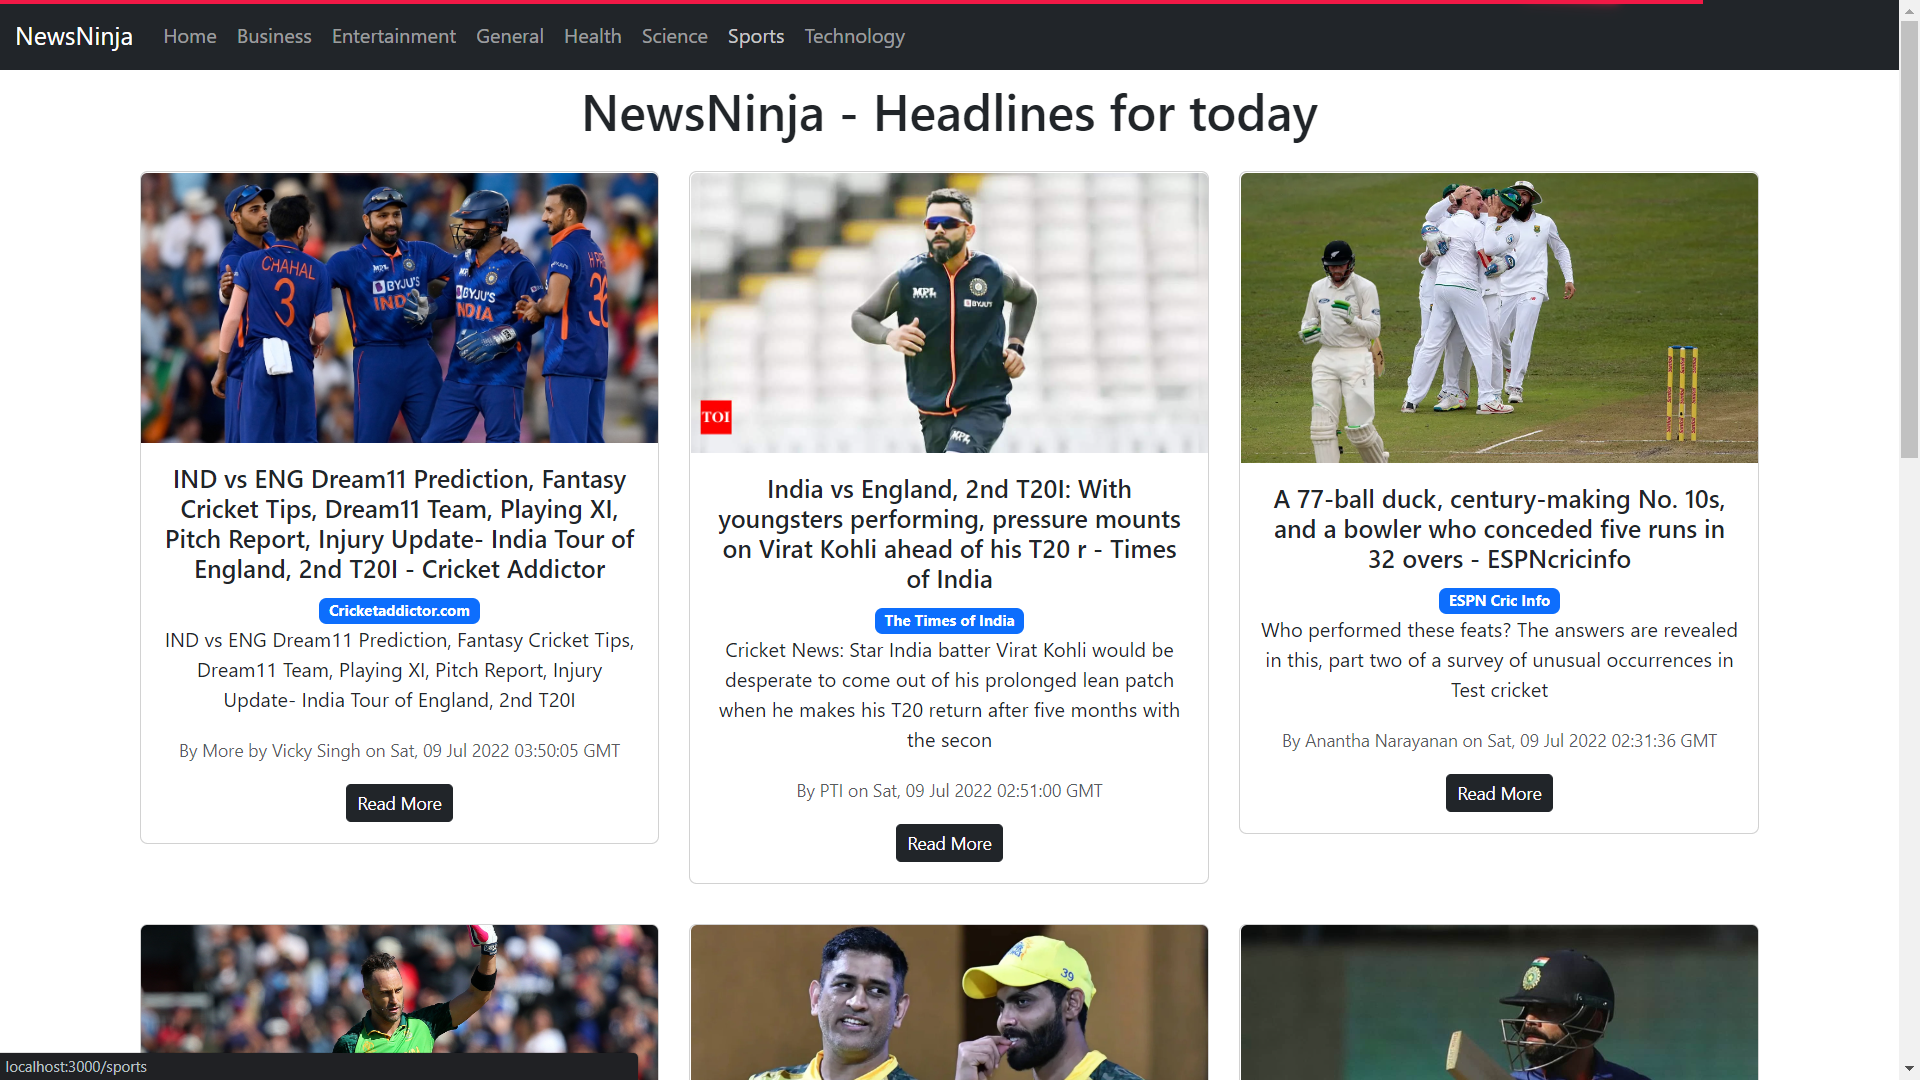 NewsNinja Home Business Entertainment General Health Science Sports Technology
NewsNinja - Headlines for today
CHAHAL
3
MPL
BYJU'S
INDIA
BYJU'S
INDIA
36
MPL
BYJU'S
MPL
TOI
IND vs ENG Dream11 Prediction, Fantasy
Cricket Tips, Dream11 Team, Playing XI,
Pitch Report, Injury Update- India Tour of
England, 2nd T20I - Cricket Addictor
Cricketaddictor.com
IND vs ENG Dream11 Prediction, Fantasy Cricket Tips,
Dream11 Team, Playing XI, Pitch Report, Injury
Update- India Tour of England, 2nd T20I
By More by Vicky Singh on Sat, 09 Jul 2022 03:50:05 GMT
Read More
India vs England, 2nd T20I: With
youngsters performing, pressure mounts
on Virat Kohli ahead of his T20 r - Times
of India
The Times of India
Cricket News: Star India batter Virat Kohli would be
desperate to come out of his prolonged lean patch
when he makes his T20 return after five months with
the secon
By PTI on Sat, 09 Jul 2022 02:51:00 GMT
Read More
A 77-ball duck, century-making No. 10s,
and a bowler who conceded five runs in
32 overs - ESPNcricinfo
ESPN Cric Info
Who performed these feats? The answers are revealed
in this, part two of a survey of unusual occurrences in
Test cricket
By Anantha Narayanan on Sat, 09 Jul 2022 02:31:36 GMT
Read More
39
localhost:3000/sports